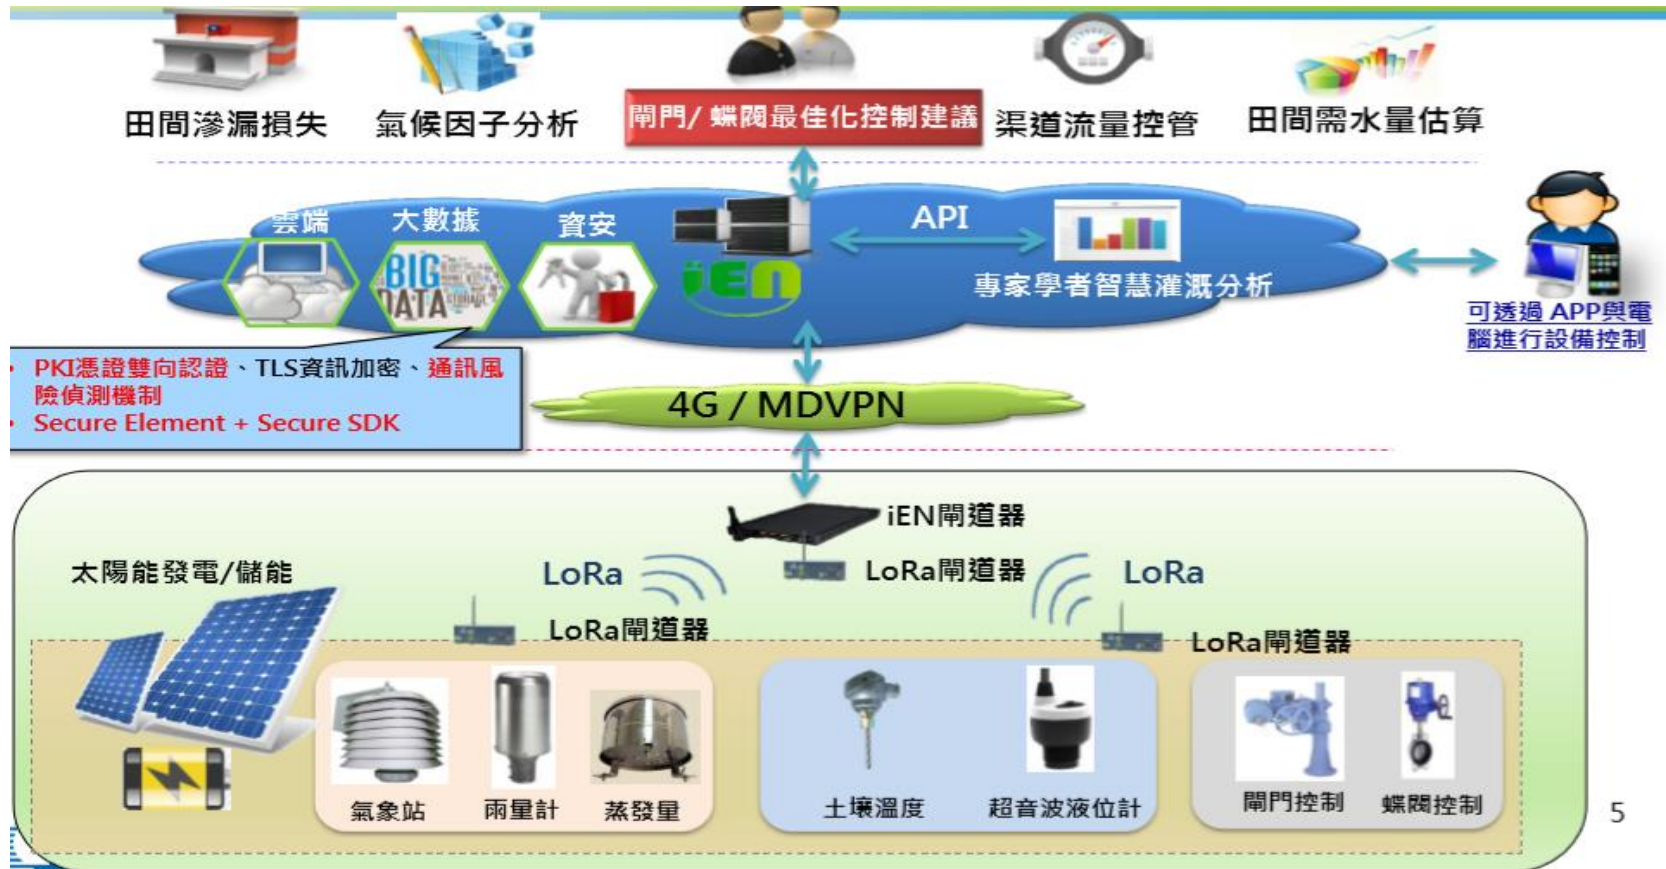 田間滲漏損失
氣候因子分析
閘門/ 蝶閥最佳化控制建議
渠道流量控管
田間需水量估算
雲端
大數據
資安
API
BIG
DATA
STORAGE
iEN
專家學者智慧灌溉分析
可透過 APP與電
腦進行設備控制
PKI憑證雙向認證、TLS資訊加密、通訊風
險偵測機制
Secure Element + Secure SDK
4G / MDVPN
iEN閘道器
太陽能發電/儲能
LoRa
LoRa閘道器
LoRa
LoRa閘道器
LoRa閘道器
氣象站
雨量計
蒸發量
土壤溫度
超音波液位計
閘門控制
蝶閥控制
5